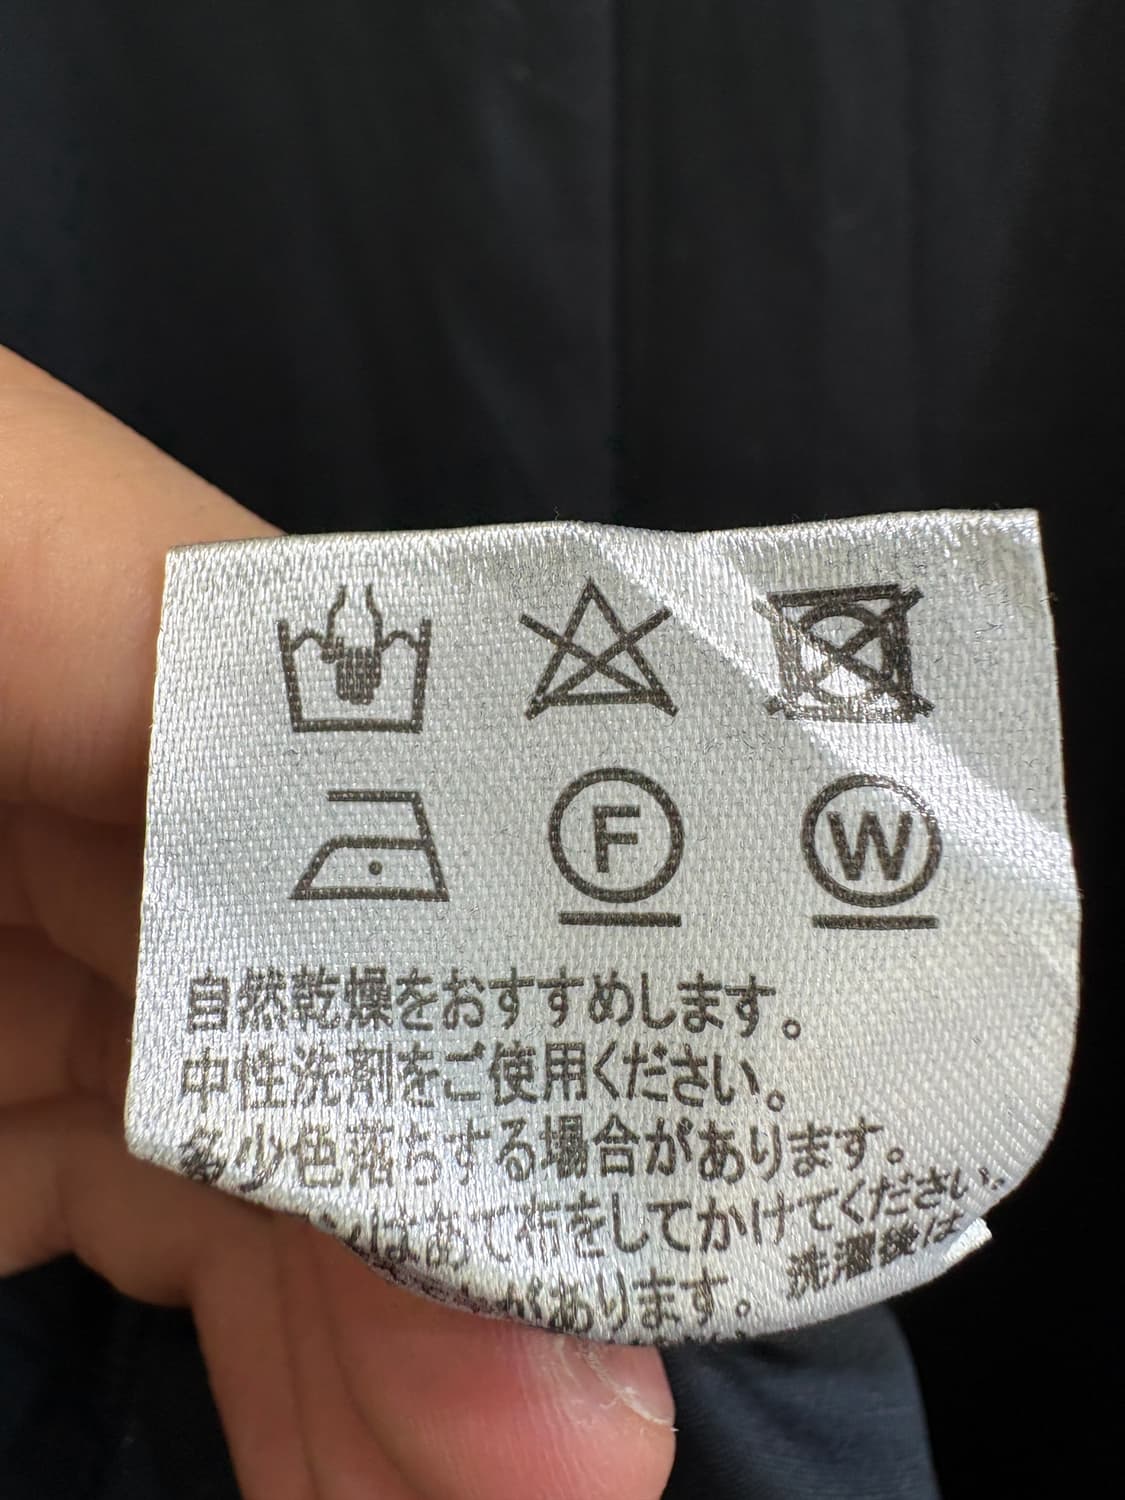 F W
自然乾燥をおすすめします。
中性洗剤をご使用ください。
多少色落ちする場合があります。
はあて布をしてかけてください。
があります。 洗濯後は